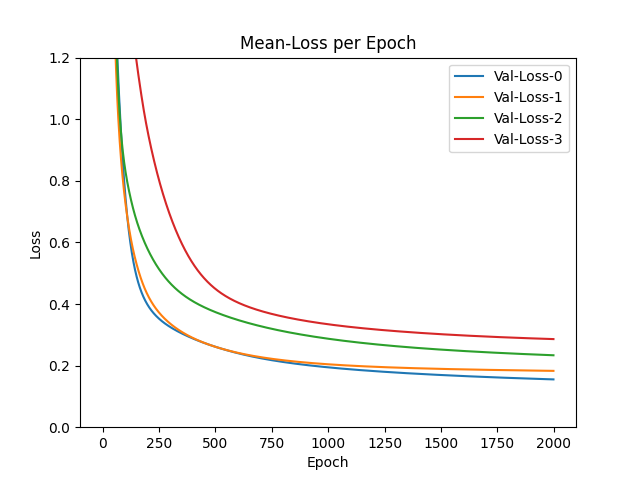 Mean-Loss per Epoch
Val-Loss-0
Val-Loss-1
Val-Loss-2
Val-Loss-3
Loss
1.2
1.0
0.8
0.6
0.4
0.2
0.0
0 250 500 750 1000 1250 1500 1750 2000
Epoch